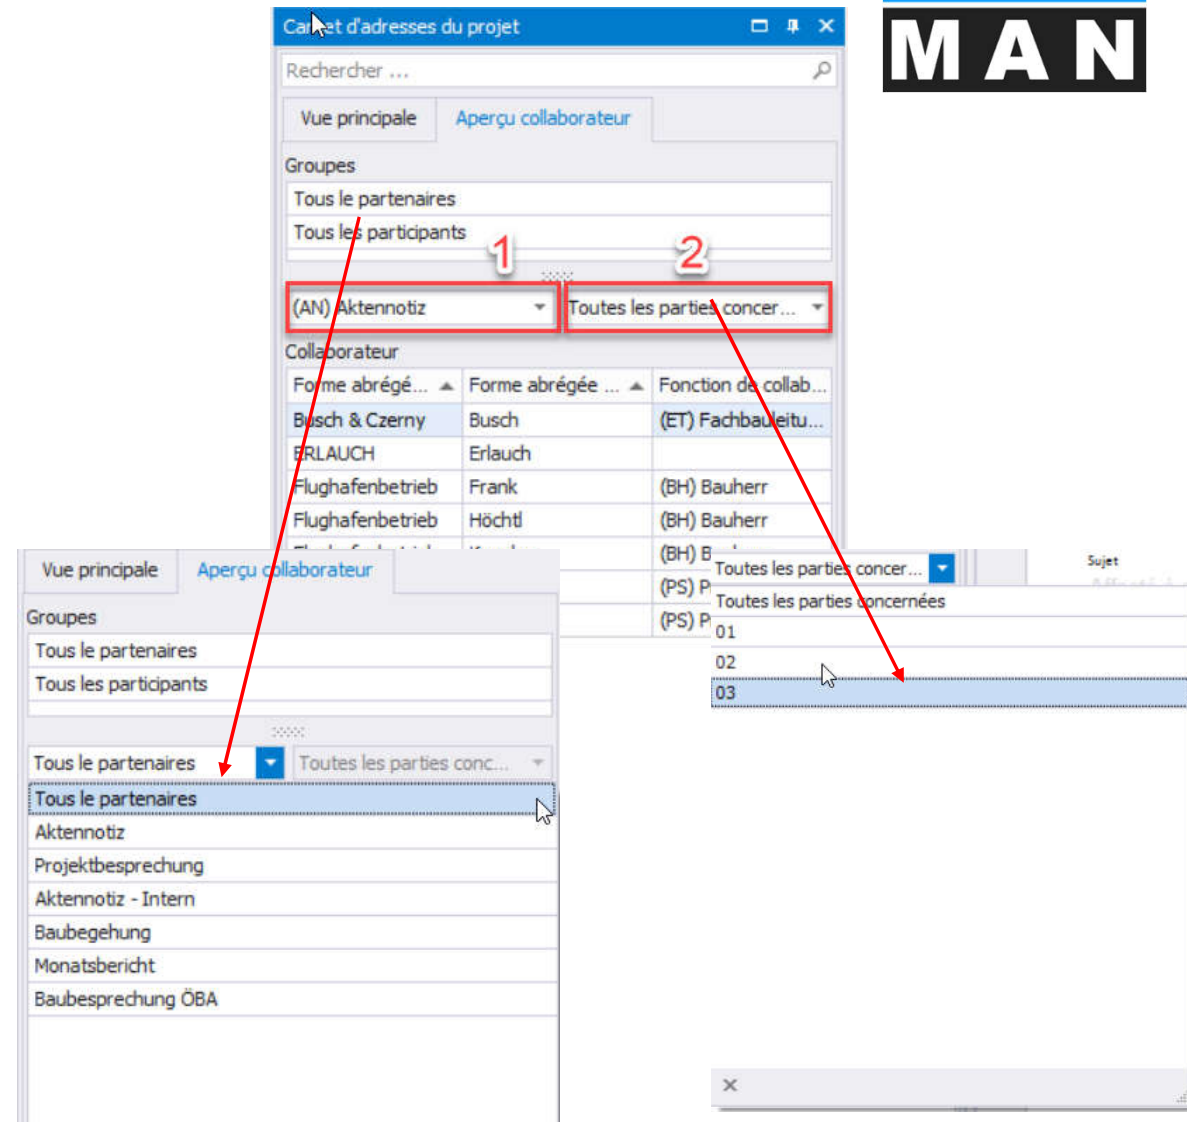 MAN
Carnet d'adresses du projet
Rechercher ...
Vue principale Aperçu collaborateur
Groupes
Tous le partenaires
Tous les participants
1 2
(AN) Aktennotiz Toutes les parties concer...
Collaborateur
Forme abrégé... Forme abrégée ... Fonction de collab...
Busch & Czerny Busch (ET) Fachbauleitu...
ERLAUCH Erlauch
Flughafenbetrieb Frank (BH) Bauherr
Flughafenbetrieb Höchtl (BH) Bauherr
(BH) B
(PS) P
(PS) P
Vue principale Aperçu collaborateur
Groupes
Tous le partenaires
Tous les participants
Tous le partenaires Toutes les parties conc...
Tous le partenaires
Aktennotiz
Projektbesprechung
Aktennotiz - Intern
Baubegehung
Monatsbericht
Baubesprechung ÖBA
Toutes les parties concer... Sujet
Toutes les parties concernées
01
02
03